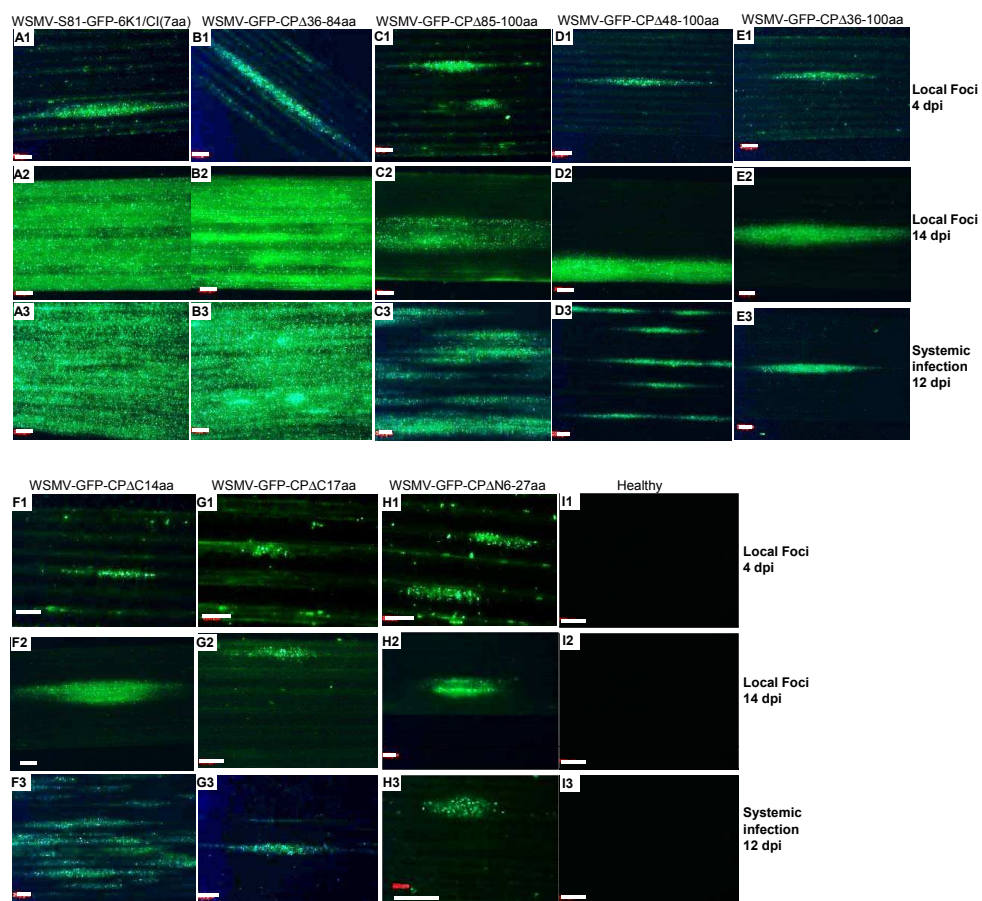 WSMV-S81-GFP-6K1/CI(7aa) WSMV-GFP-CPΔ36-84aa WSMV-GFP-CPΔ85-100aa WSMV-GFP-CPΔ48-100aa WSMV-GFP-CPΔ36-100aa
A1 B1 C1 D1 E1
Local Foci
4 dpi
A2 B2 C2 D2 E2
Local Foci
14 dpi
A3 B3 C3 D3 E3
Systemic
infection
12 dpi
WSMV-GFP-CPΔC14aa WSMV-GFP-CPΔC17aa WSMV-GFP-CPΔN6-27aa Healthy
F1 G1 H1 I1
Local Foci
4 dpi
F2 G2 H2 I2
Local Foci
14 dpi
F3 G3 H3 I3
Systemic
infection
12 dpi